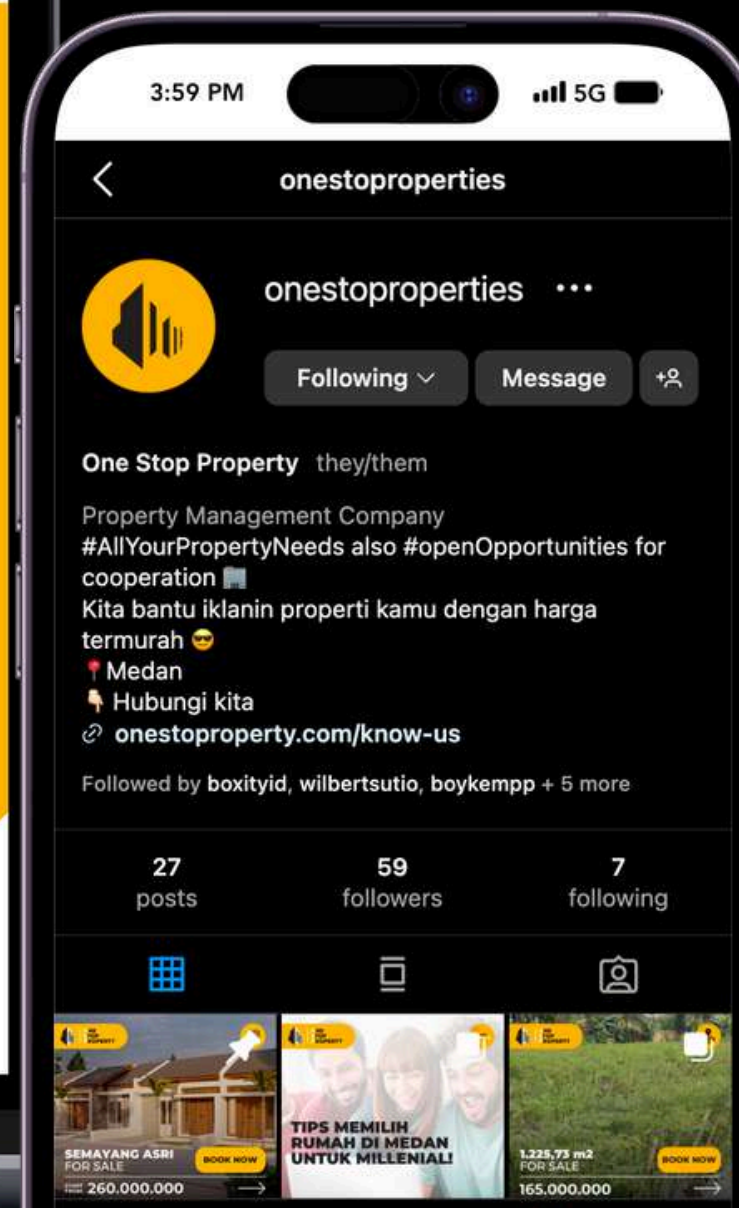 3:59 PM
5G
onestoproperties
onestoproperties
Following
Message
One Stop Property they/them
Property Management Company
#AllYourPropertyNeeds also #openOpportunities for
cooperation 🏢
Kita bantu iklanin properti kamu dengan harga
termurah 😎
📍Medan
👇🏻 Hubungi kita
onestoproperty.com/know-us
Followed by boxityid, wilbertsutio, boykempp + 5 more
27
posts
59
followers
7
following
SEMAYANG ASRI
FOR SALE
BOOK NOW
260.000.000
TIPS MEMILIH
RUMAH DI MEDAN
UNTUK MILLENIAL!
1.225,73 m2
FOR SALE
BOOK NOW
165.000.000